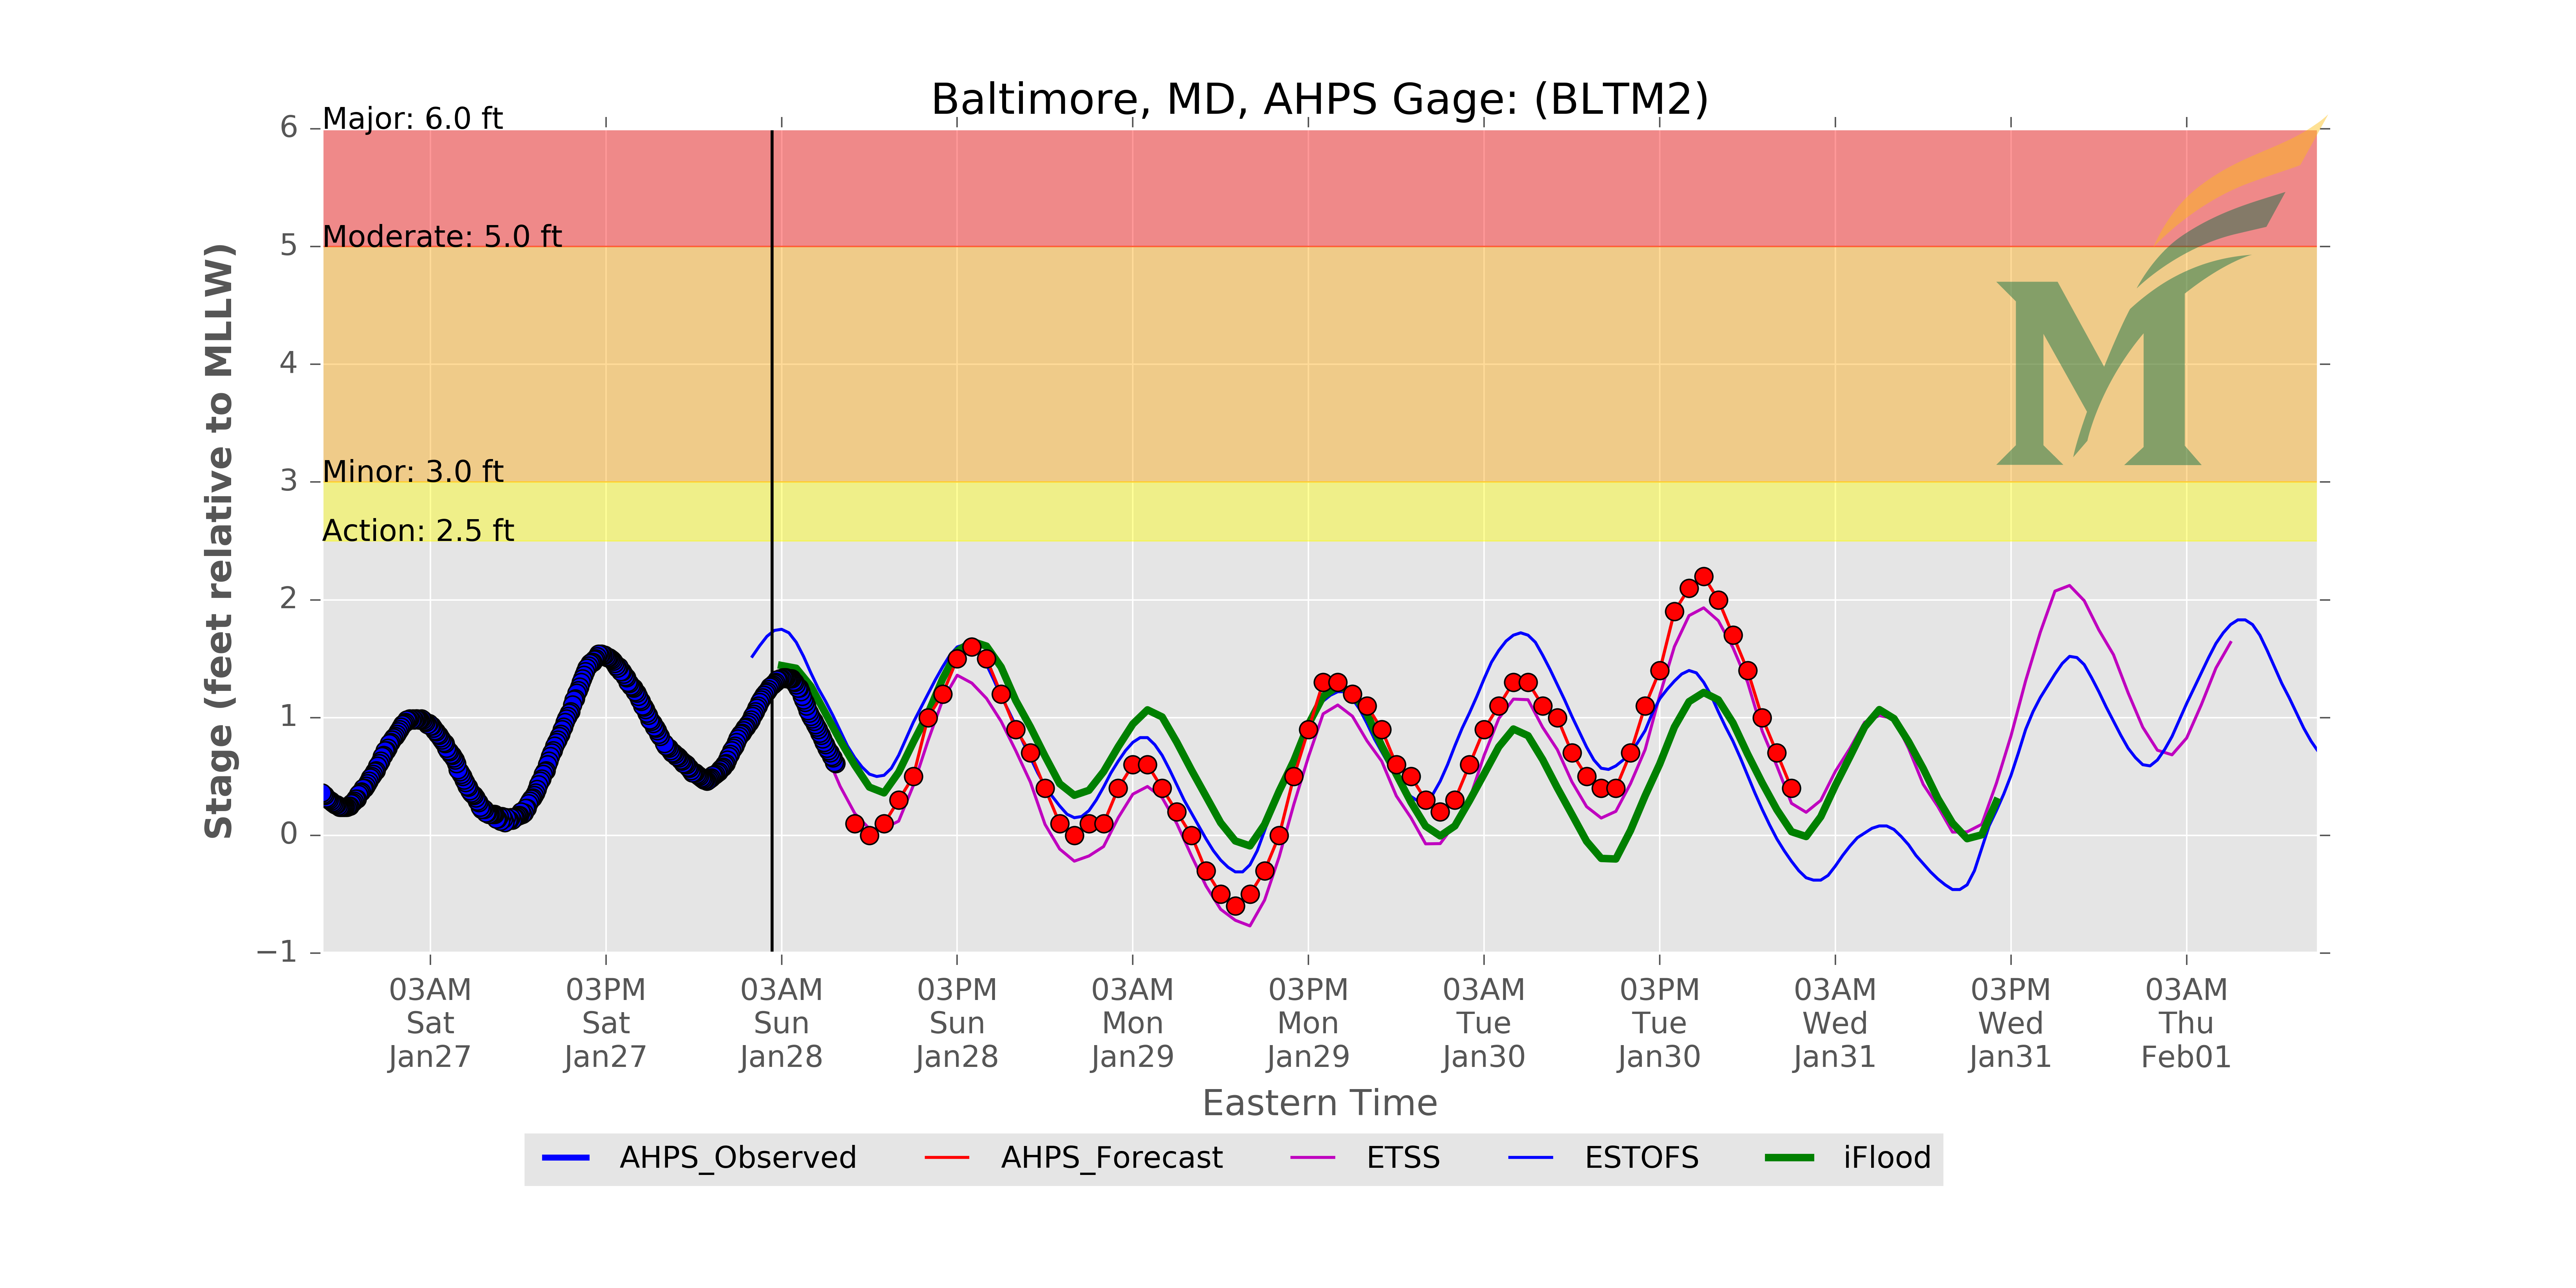 Baltimore, MD, AHPS Gage: (BLTM2)
Major: 6.0 ft
Moderate: 5.0 ft
Minor: 3.0 ft
Action: 2.5 ft
6
5
4
3
2
1
0
−1
Stage (feet relative to MLLW)
03AM 03PM 03AM 03PM 03AM 03PM 03AM 03PM 03AM 03PM 03AM
Sat Sat Sun Sun Mon Mon Tue Tue Wed Wed Thu
Jan27 Jan27 Jan28 Jan28 Jan29 Jan29 Jan30 Jan30 Jan31 Jan31 Feb01
Eastern Time
AHPS_Observed AHPS_Forecast ETSS ESTOFS iFlood
M